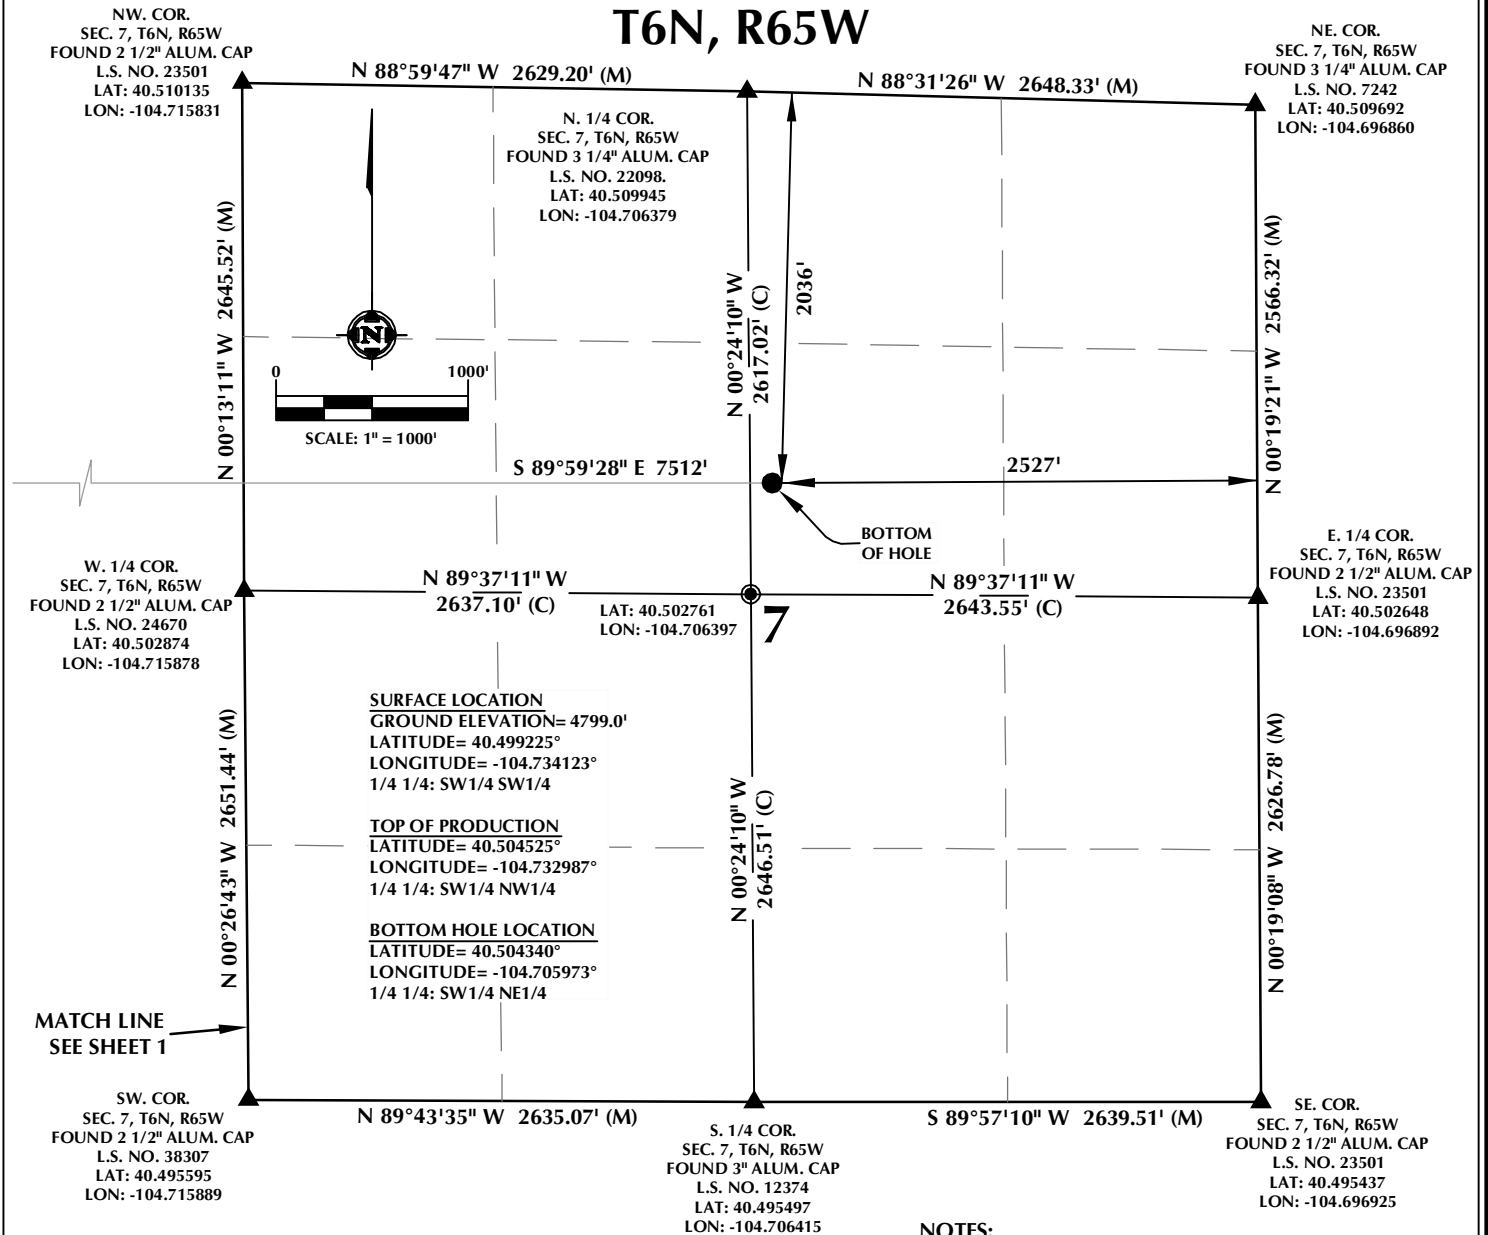 T6N, R65W
NW. COR.
SEC. 7, T6N, R65W
FOUND 2 1/2" ALUM. CAP
L.S. NO. 23501
LAT: 40.510135
LON: -104.715831
N 88°59'47" W 2629.20' (M)
N 88°31'26" W 2648.33' (M)
NE. COR.
SEC. 7, T6N, R65W
FOUND 3 1/4" ALUM. CAP
L.S. NO. 7242
LAT: 40.509692
LON: -104.696860
N. 1/4 COR.
SEC. 7, T6N, R65W
FOUND 3 1/4" ALUM. CAP
L.S. NO. 22098.
LAT: 40.509945
LON: -104.706379
N 00°13'11" W 2645.52' (M)
N
0 1000'
SCALE: 1" = 1000'
N 00°24'10" W
2617.02' (C)
2036'
N 00°19'21" W 2566.32' (M)
S 89°59'28" E 7512'
2527'
BOTTOM
OF HOLE
W. 1/4 COR.
SEC. 7, T6N, R65W
FOUND 2 1/2" ALUM. CAP
L.S. NO. 24670
LAT: 40.502874
LON: -104.715878
N 89°37'11" W
2637.10' (C)
LAT: 40.502761
LON: -104.706397
7
N 89°37'11" W
2643.55' (C)
E. 1/4 COR.
SEC. 7, T6N, R65W
FOUND 2 1/2" ALUM. CAP
L.S. NO. 23501
LAT: 40.502648
LON: -104.696892
SURFACE LOCATION
GROUND ELEVATION= 4799.0'
LATITUDE= 40.499225°
LONGITUDE= -104.734123°
1/4 1/4: SW1/4 SW1/4
TOP OF PRODUCTION
LATITUDE= 40.504525°
LONGITUDE= -104.732987°
1/4 1/4: SW1/4 NW1/4
BOTTOM HOLE LOCATION
LATITUDE= 40.504340°
LONGITUDE= -104.705973°
1/4 1/4: SW1/4 NE1/4
N 00°26'43" W 2651.44' (M)
N 00°24'10" W
2646.51' (C)
N 00°19'08" W 2626.78' (M)
MATCH LINE
SEE SHEET 1
SW. COR.
SEC. 7, T6N, R65W
FOUND 2 1/2" ALUM. CAP
L.S. NO. 38307
LAT: 40.495595
LON: -104.715889
N 89°43'35" W 2635.07' (M)
S. 1/4 COR.
SEC. 7, T6N, R65W
FOUND 3" ALUM. CAP
L.S. NO. 12374
LAT: 40.495497
LON: -104.706415
S 89°57'10" W 2639.51' (M)
SE. COR.
SEC. 7, T6N, R65W
FOUND 2 1/2" ALUM. CAP
L.S. NO. 23501
LAT: 40.495437
LON: -104.696925
NOTES: